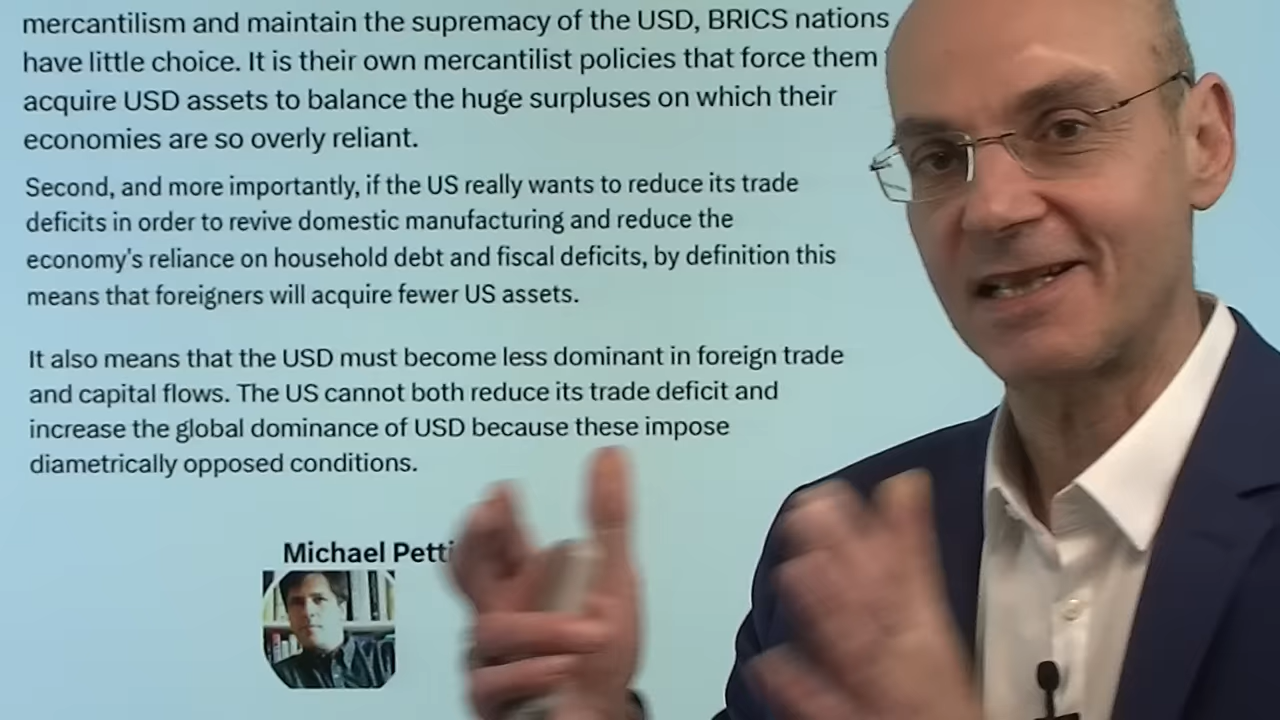 mercantilism and maintain the supremacy of the USD, BRICS nations
have little choice. It is their own mercantilist policies that force them
acquire USD assets to balance the huge surpluses on which their
economies are so overly reliant.
Second, and more importantly, if the US really wants to reduce its trade
deficits in order to revive domestic manufacturing and reduce the
economy's reliance on household debt and fiscal deficits, by definition this
means that foreigners will acquire fewer US assets.
It also means that the USD must become less dominant in foreign trade
and capital flows. The US cannot both reduce its trade deficit and
increase the global dominance of USD because these impose
diametrically opposed conditions.
Michael Petti